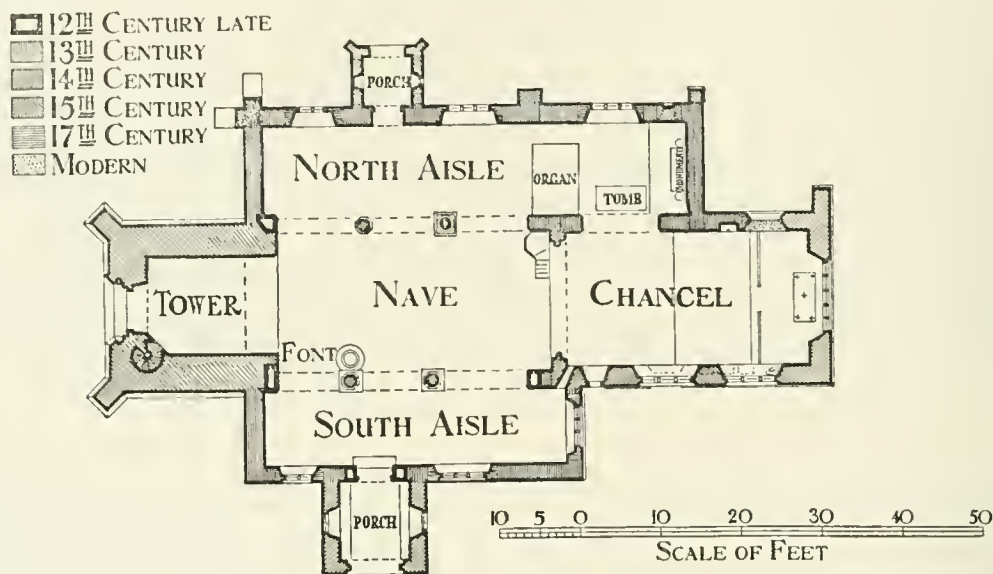 12TH CENTURY LATE
13TH CENTURY
14TH CENTURY
15TH CENTURY
17TH CENTURY
MODERN
PORCH
NORTH AISLE
ORGAN
TOMB
MONUMENT
TOWER
NAVE
CHANCEL
FONT
SOUTH AISLE
PORCH
10 5 0 10 20 30 40 50
SCALE OF FEET